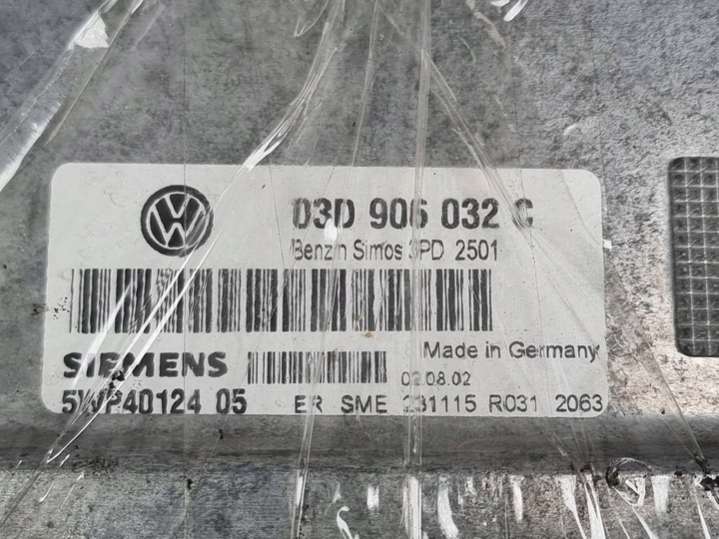 03D 906 032 C
Benzin Simos 3PD 2501
SIEMENS
Made in Germany
02.08.02
5WP40124 05
ER SME 231115 R031 2063